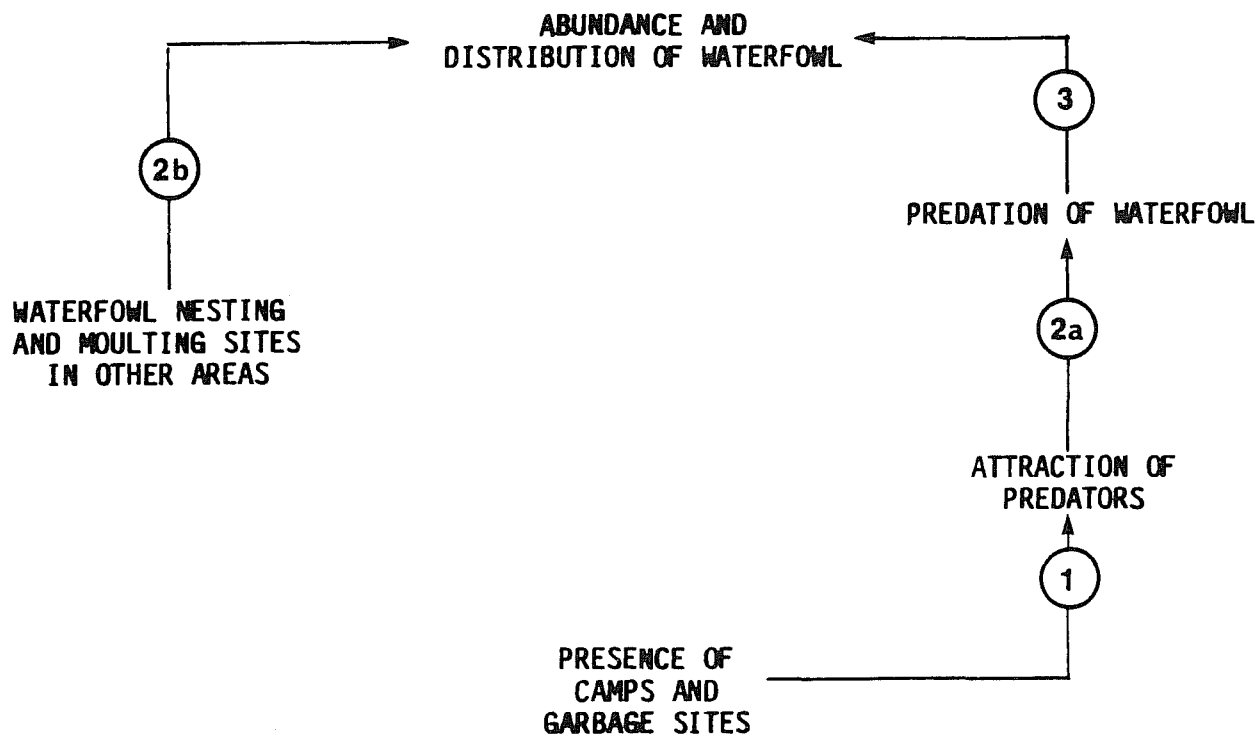 ABUNDANCE AND
DISTRIBUTION OF WATERFOWL
3
2b
PREDATION OF WATERFOWL
WATERFOWL NESTING
AND MOULTING SITES
IN OTHER AREAS
2a
ATTRACTION OF
PREDATORS
1
PRESENCE OF
CAMPS AND
GARBAGE SITES